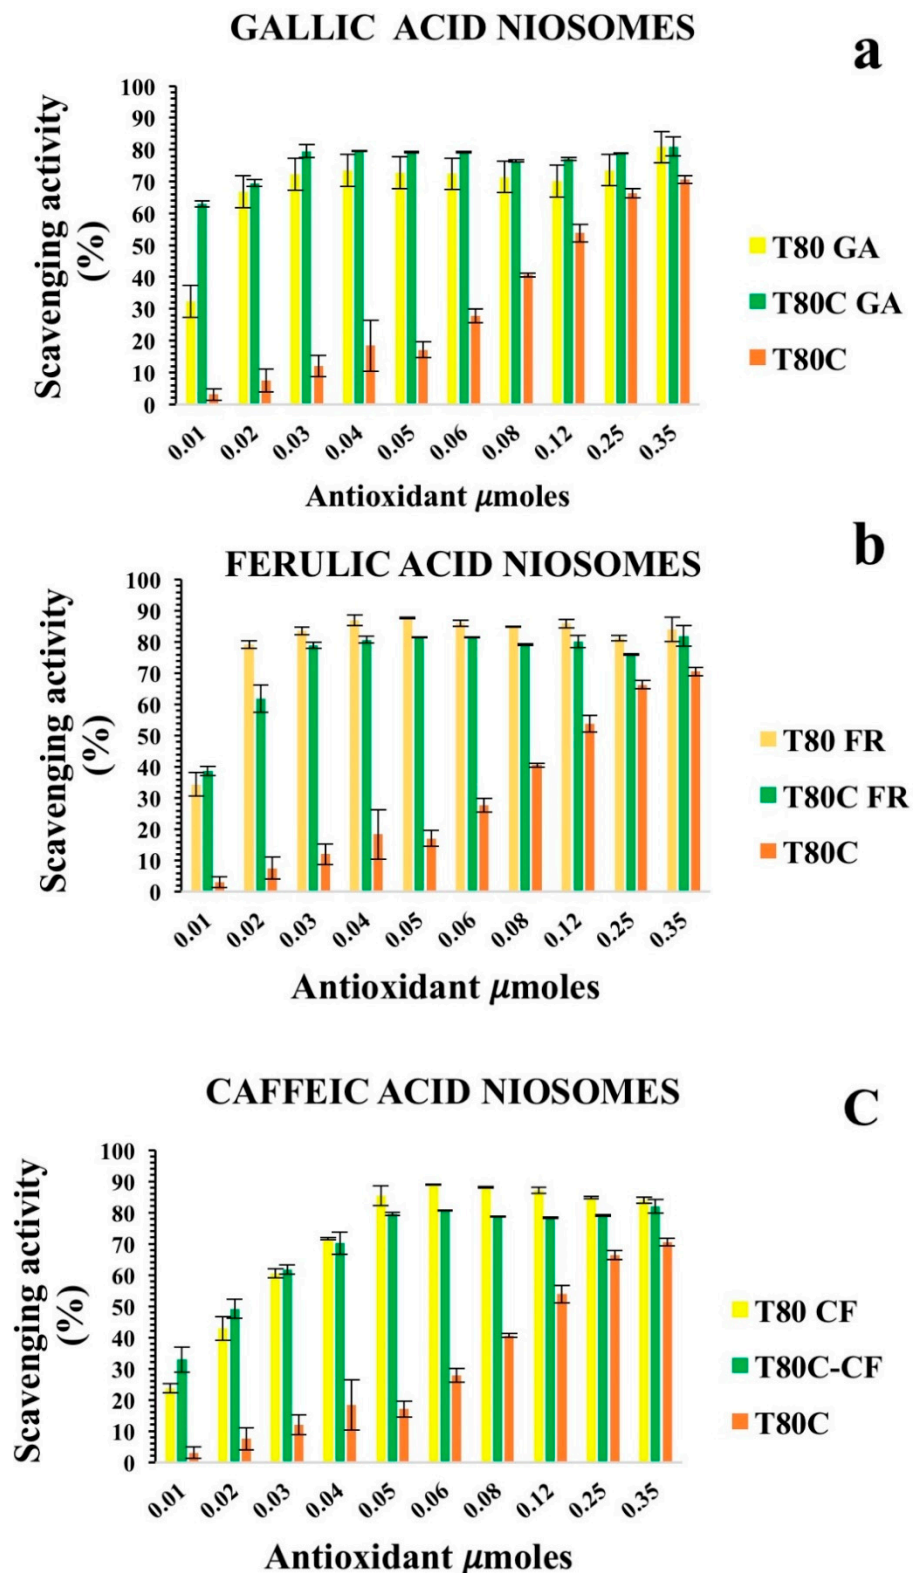 GALLIC ACID NIOSOMES
a
Scavenging activity
(%)
100
90
80
70
60
50
40
30
20
10
0
0.01 0.02 0.03 0.04 0.05 0.06 0.08 0.12 0.25 0.35
Antioxidant μmoles
T80 GA
T80C GA
T80C
b
FERULIC ACID NIOSOMES
Scavenging activity
(%)
100
90
80
70
60
50
40
30
20
10
0
0.01 0.02 0.03 0.04 0.05 0.06 0.08 0.12 0.25 0.35
Antioxidant μmoles
T80 FR
T80C FR
T80C
CAFFEIC ACID NIOSOMES
C
Scavenging activity
(%)
100
90
80
70
60
50
40
30
20
10
0
0.01 0.02 0.03 0.04 0.05 0.06 0.08 0.12 0.25 0.35
Antioxidant μmoles
T80 CF
T80C-CF
T80C